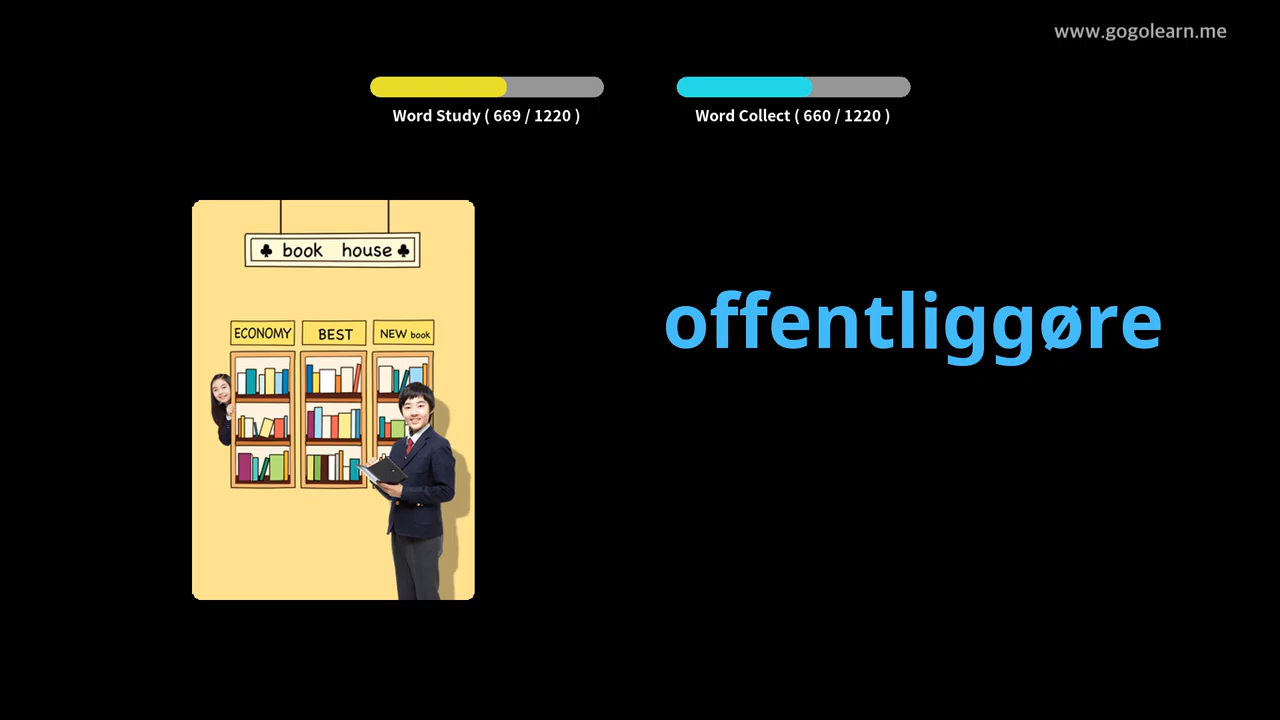 www.gogolearn.me
Word Study ( 669 / 1220 )
Word Collect ( 660 / 1220 )
♣ book house ♣
ECONOMY
BEST
NEW book
offentliggøre